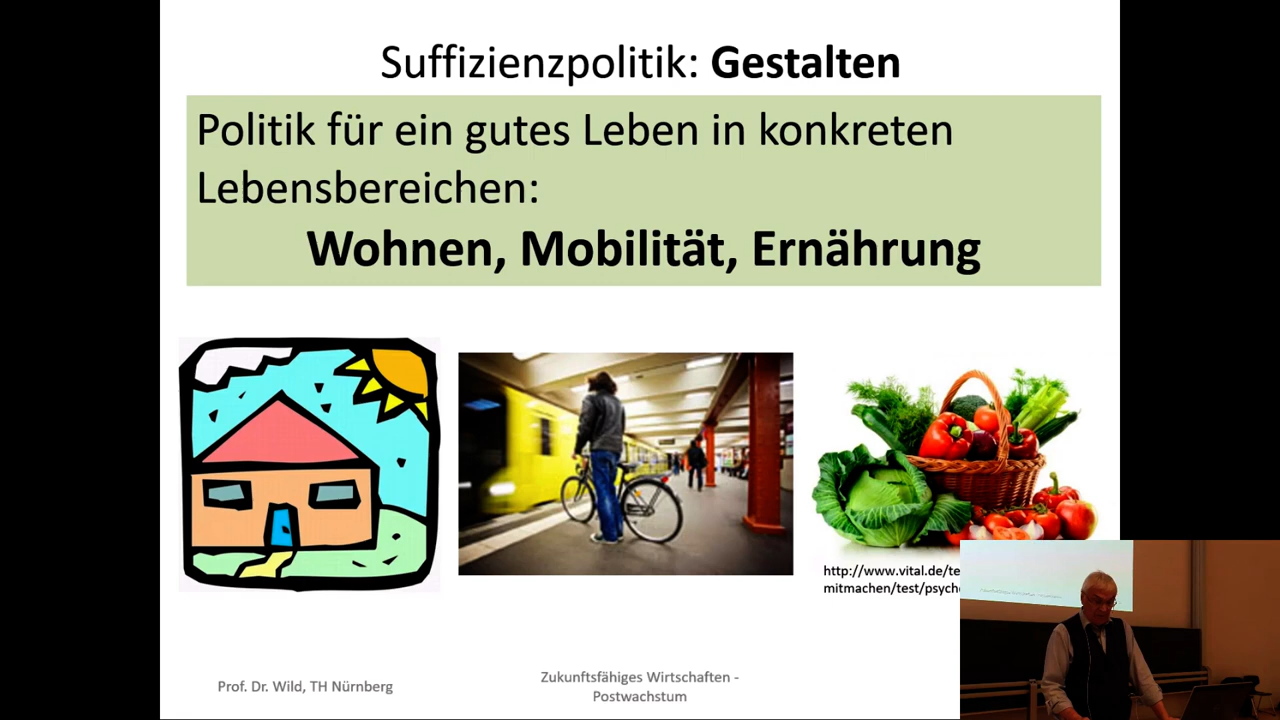 Suffizienzpolitik: Gestalten
Politik für ein gutes Leben in konkreten
Lebensbereichen:
Wohnen, Mobilität, Ernährung
http://www.vital.de/te
mitmachen/test/psych
Prof. Dr. Wild, TH Nürnberg
Zukunftsfähiges Wirtschaften -
Postwachstum